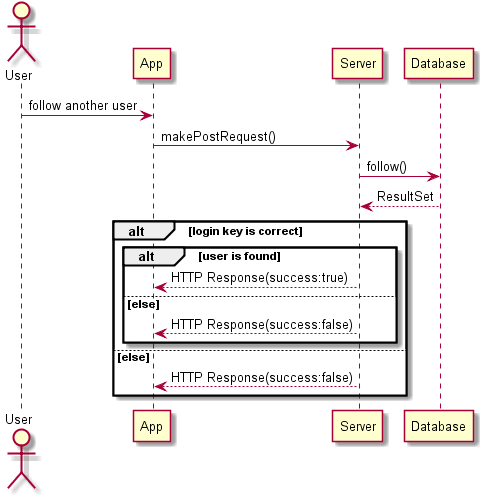 User
App
Server
Database
follow another user
makePostRequest()
follow()
ResultSet
alt [login key is correct]
alt [user is found]
HTTP Response(success:true)
[else]
HTTP Response(success:false)
[else]
HTTP Response(success:false)
User
App
Server
Database